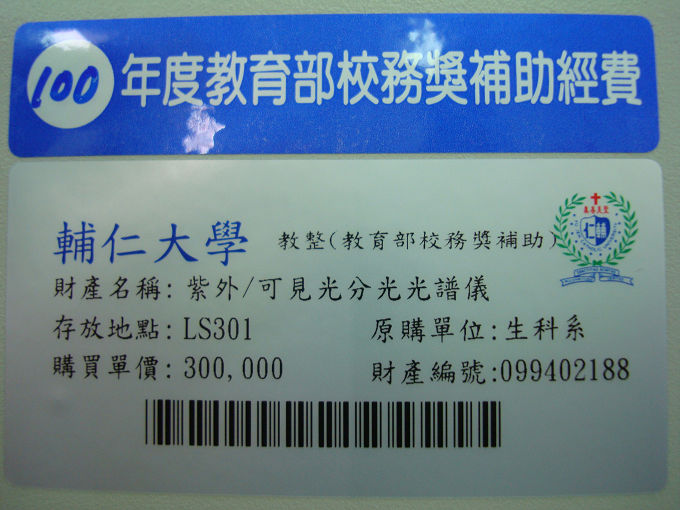 100年度教育部校務獎補助經費
輔仁大學 教整(教育部校務獎補助)
財產名稱: 紫外/可見光分光光譜儀
存放地點: LS301 原購單位: 生科系
購買單價: 300,000 財產編號:099402188